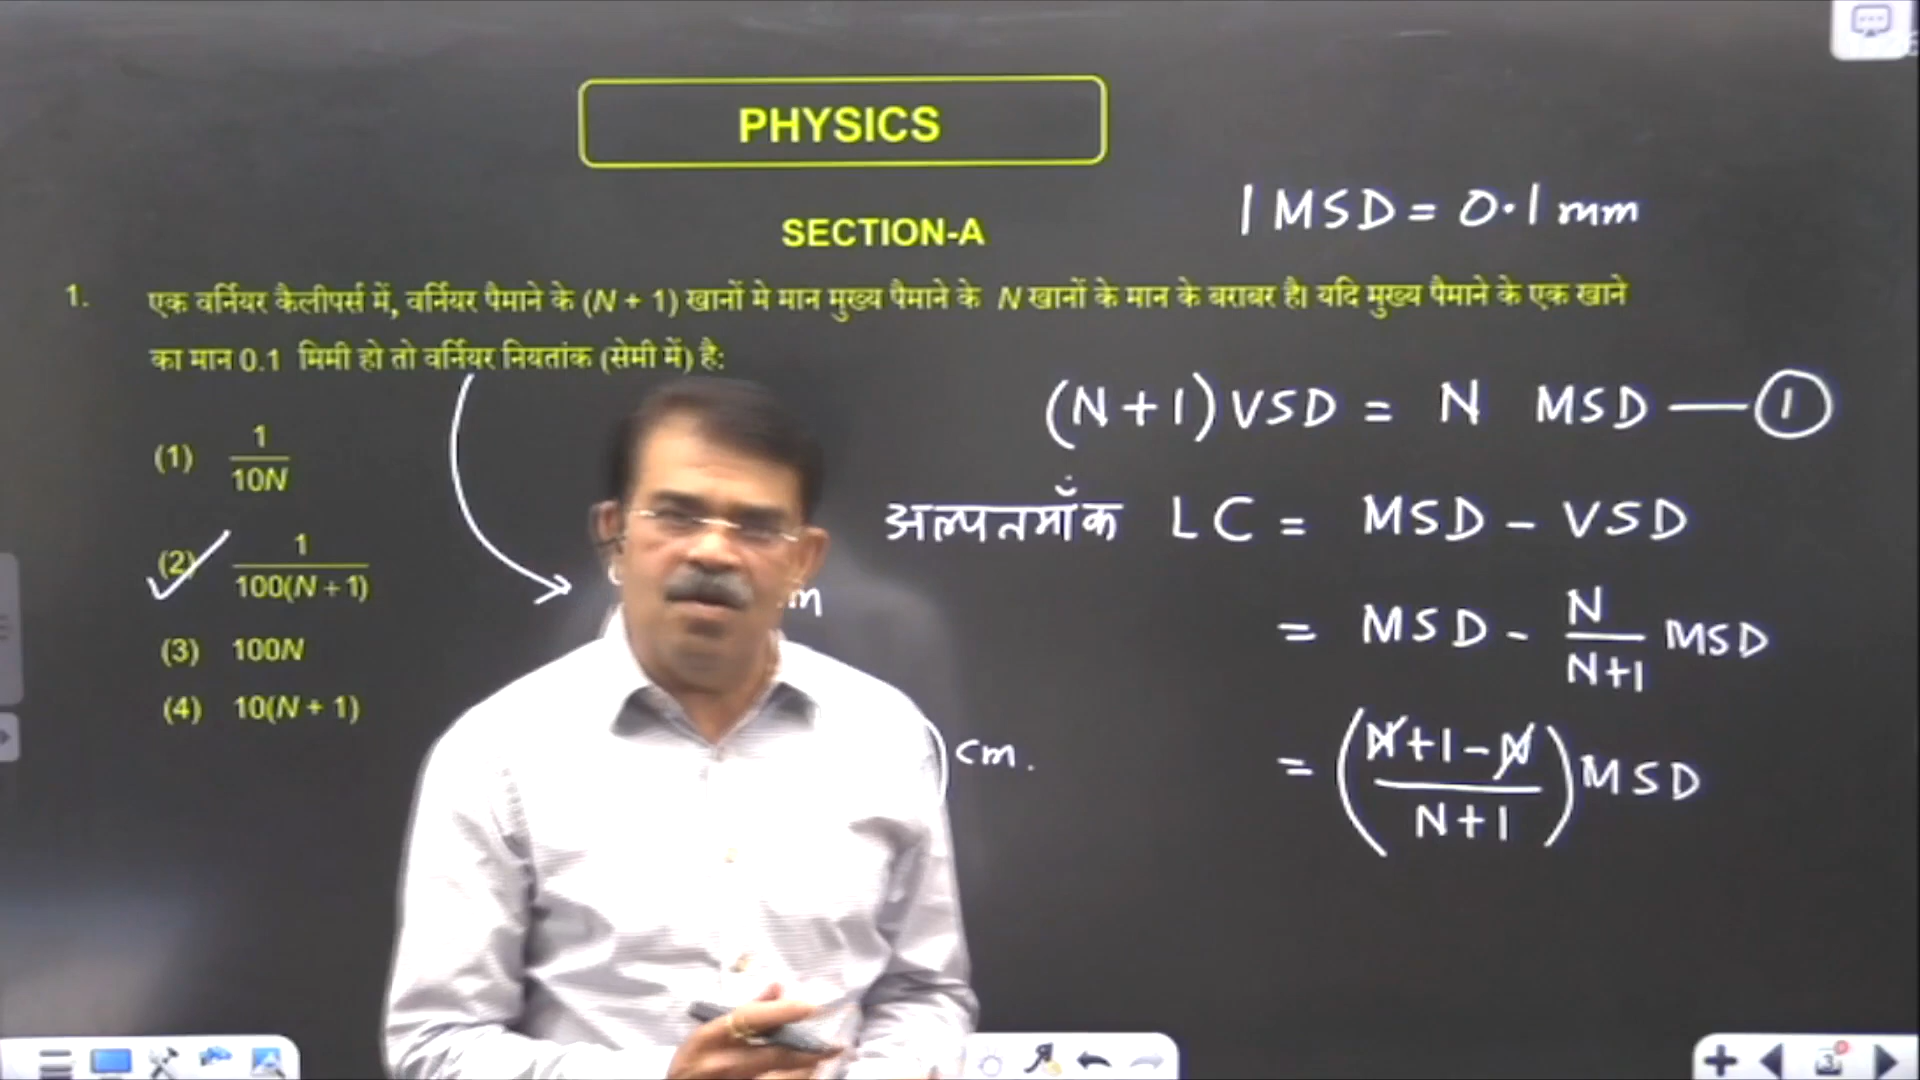 PHYSICS
SECTION-A
1 MSD = 0.1 mm
1. एक वर्नियर कैलीपर्स में, वर्नियर पैमाने के (N + 1) खानों मे मान मुख्य पैमाने के N खानों के मान के बराबर है। यदि मुख्य पैमाने के एक खाने
का मान 0.1 मिमी हो तो वर्नियर नियतांक (सेमी में) है:
(1) 1/10N
(2) 1/100(N + 1)
(3) 100N
(4) 10(N + 1)
(N+1) VSD = N MSD — ①
अल्पतमाँक LC = MSD - VSD
= MSD - N/N+1 MSD
= (N+1-N/N+1) MSD
cm.